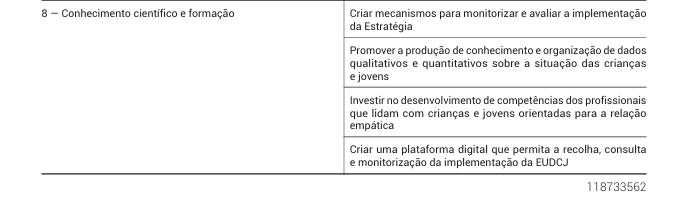 8 — Conhecimento científico e formação
Criar mecanismos para monitorizar e avaliar a implementação
da Estratégia
Promover a produção de conhecimento e organização de dados
qualitativos e quantitativos sobre a situação das crianças
e jovens
Investir no desenvolvimento de competências dos profissionais
que lidam com crianças e jovens orientadas para a relação
empática
Criar uma plataforma digital que permita a recolha, consulta
e monitorização da implementação da EUDCJ
118733562